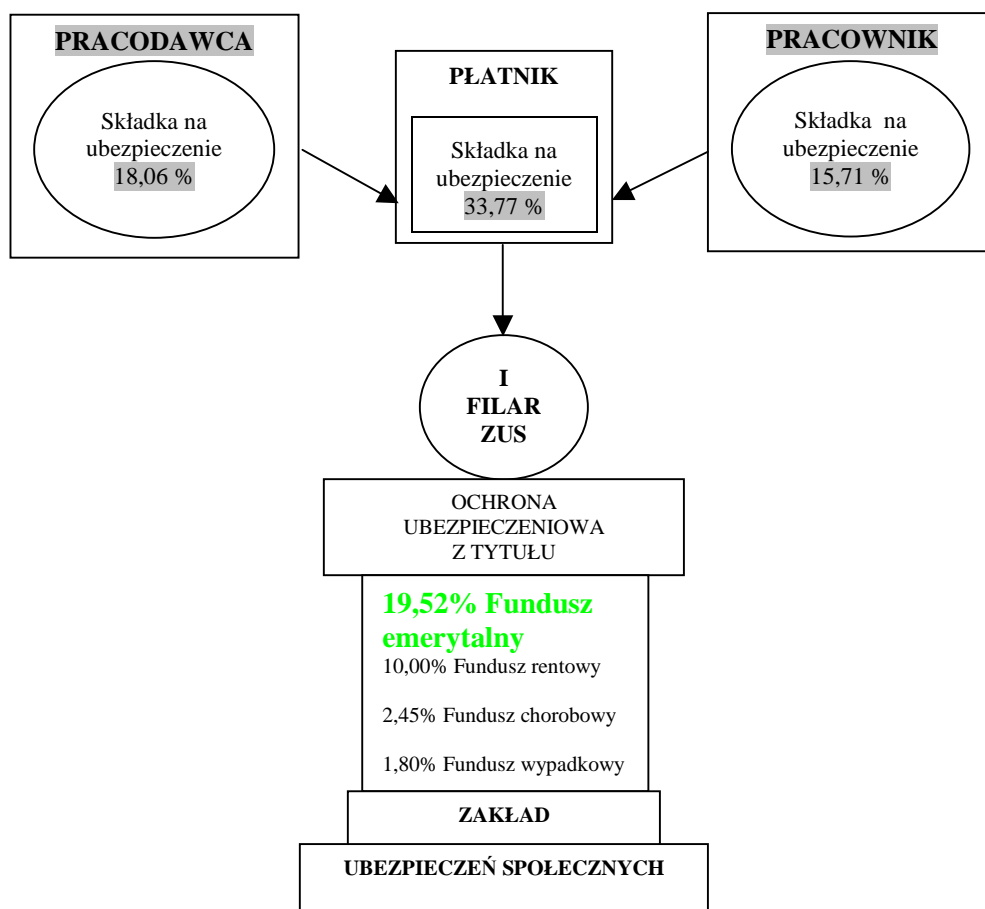 PRACODAWCA
Składka na
ubezpieczenie
18,06 %
PŁATNIK
Składka na
ubezpieczenie
33,77 %
PRACOWNIK
Składka na
ubezpieczenie
15,71 %
I
FILAR
ZUS
OCHRONA
UBEZPIECZENIOWA
Z TYTUŁU
19,52% Fundusz
emerytalny
10,00% Fundusz rentowy
2,45% Fundusz chorobowy
1,80% Fundusz wypadkowy
ZAKŁAD
UBEZPIECZEŃ SPOŁECZNYCH